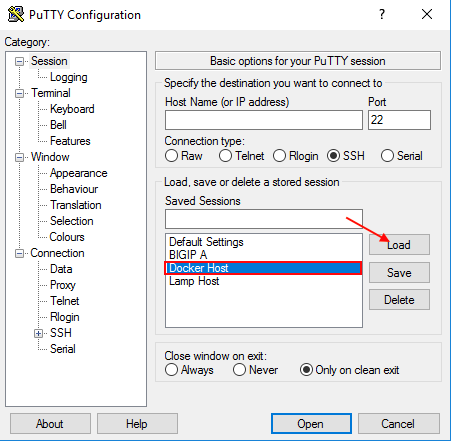 PuTTY Configuration
?
Category:
Session
Logging
Terminal
Keyboard
Bell
Features
Window
Appearance
Behaviour
Translation
Selection
Colours
Connection
Data
Proxy
Telnet
Rlogin
SSH
Serial
Basic options for your PuTTY session
Specify the destination you want to connect to
Host Name (or IP address) Port
22
Connection type:
Raw Telnet Rlogin SSH Serial
Load, save or delete a stored session
Saved Sessions
Default Settings
BIGIP A
Docker Host
Lamp Host
Load
Save
Delete
Close window on exit:
Always Never Only on clean exit
About Help Open Cancel